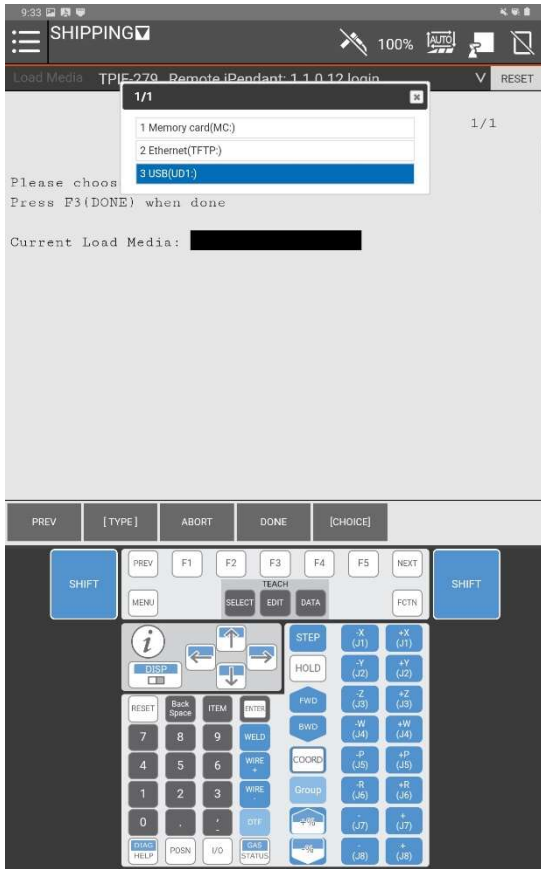 9:33
SHIPPING
100% AUTO
Load Media TPIF-279 Remote iPendant: 1.1.0.12 login RESET
1/1
1 Memory card(MC:)
2 Ethernet(TFTP:)
3 USB(UD1:)
1/1
Please choos
Press F3(DONE) when done
Current Load Media:
PREV [ TYPE ] ABORT DONE [CHOICE]
SHIFT
PREV F1 F2 F3 F4 F5 NEXT
SHIFT
TEACH
MENU SELECT EDIT DATA FCTN
i
DISP
STEP -X (J1) +X (J1)
HOLD -Y (J2) +Y (J2)
RESET Back Space ITEM ENTER FWD -Z (J3) +Z (J3)
7 8 9 WELD BWD -W (J4) +W (J4)
4 5 6 WIRE + COORD -P (J5) +P (J5)
1 2 3 WIRE - Group -R (J6) +R (J6)
0 . , - OTF +% - (J7) + (J7)
DIAG HELP POSN I/O GAS STATUS -% - (J8) + (J8)